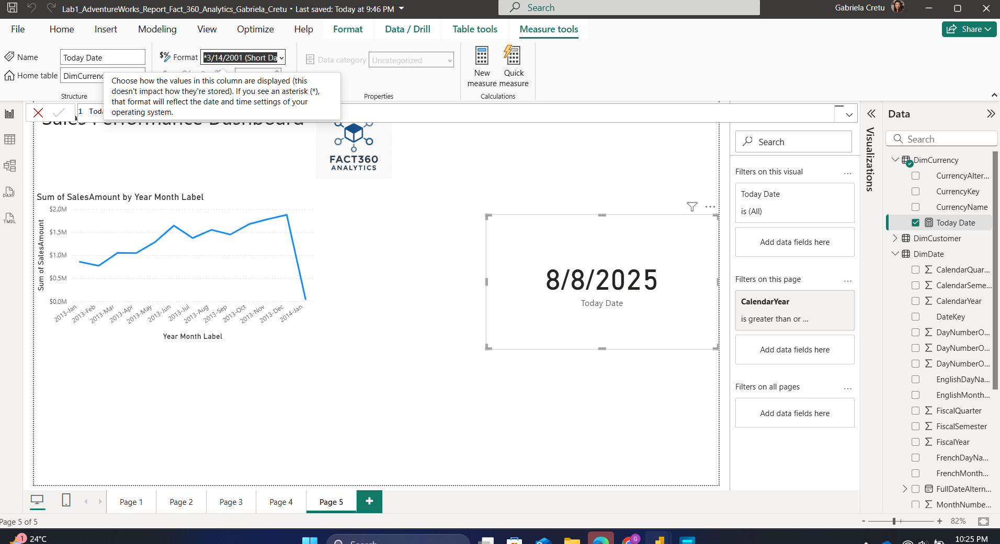 Lab1_AdventureWorks_Report_Fact_360_Analytics_Gabriela_Cretu • Last saved: Today at 9:46 PM
Search
Gabriela Cretu
File Home Insert Modeling View Optimize Help Format Data / Drill Table tools Measure tools
Share
Name Today Date
Format *3/14/2001 (Short Da
Data category Uncategorized
New measure
Quick measure
Home table DimCurrenc
Structure
Properties
Calculations
Choose how the values in this column are displayed (this
doesn't impact how they're stored). If you see an asterisk (*),
that format will reflect the date and time settings of your
operating system.
1 Toda
Sales Performance Dashboard
FACT360
ANALYTICS
Sum of SalesAmount by Year Month Label
$2.0M
$1.5M
$1.0M
$0.5M
$0.0M
Sum of SalesAmount
2013-Jan 2013-Feb 2013-Mar 2013-Apr 2013-May 2013-Jun 2013-Jul 2013-Aug 2013-Sep 2013-Oct 2013-Nov 2013-Dec 2014-Jan
Year Month Label
8/8/2025
Today Date
Search
Filters on this visual ...
Today Date
is (All)
Add data fields here
Filters on this page ...
CalendarYear
is greater than or ...
Add data fields here
Filters on all pages ...
Add data fields here
Visualizations
Data
Search
DimCurrency
CurrencyAlter...
CurrencyKey
CurrencyName
Today Date
DimCustomer
DimDate
CalendarQuar...
CalendarSeme...
CalendarYear
DateKey
DayNumberO...
DayNumberO...
DayNumberO...
EnglishDayNa...
EnglishMonth...
FiscalQuarter
FiscalSemester
FiscalYear
FrenchDayNa...
FrenchMonth...
FullDateAltern...
MonthNumbe...
DAX
TMDL
Page 1 Page 2 Page 3 Page 4 Page 5 +
Page 5 of 5
- + 82%
1
24°C
Search
G
10:25 PM